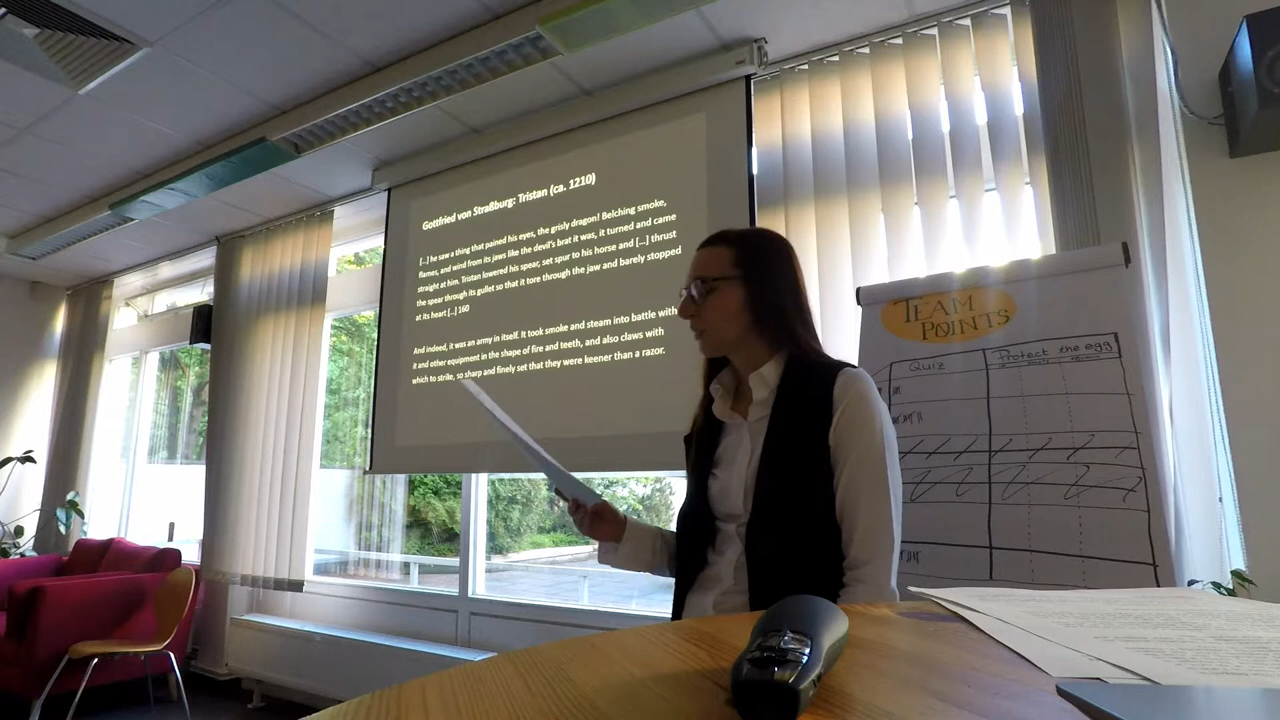 Gottfried von Straßburg: Tristan (ca. 1210)
[...] he saw a thing that pained his eyes, the grisly dragon! Belching smoke,
flames, and wind from its jaws like the devil's brat it was, it turned and came
straight at him. Tristan lowered his spear, set spur to his horse and [...] thrust
the spear through its gullet so that it tore through the jaw and barely stopped
at its heart [...] 160
And indeed, it was an army in itself. It took smoke and steam into battle with
it and other equipment in the shape of fire and teeth, and also claws with
which to strike, so sharp and finely set that they were keener than a razor.
TEAM
POINTS
Quiz
Protect the egg